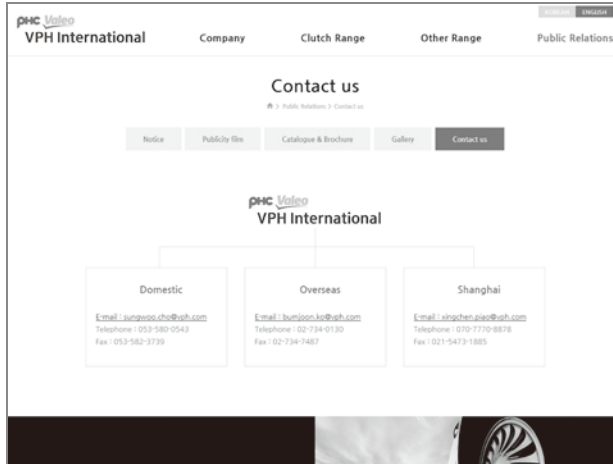 KOREAN ENGLISH
PHC Valeo
VPH International
Company Clutch Range Other Range Public Relations
Contact us
> Public Relations > Contact us
Notice Publicity film Catalogue & Brochure Gallery Contact us
PHC Valeo
VPH International
Domestic
E-mail : sungwoo.cho@vph.com
Telephone : 053-580-0543
Fax : 053-582-3739
Overseas
E-mail : bumjoon.ko@vph.com
Telephone : 02-734-0130
Fax : 02-734-7487
Shanghai
E-mail : xingchen.piao@vph.com
Telephone : 070-7770-8878
Fax : 021-5473-1885